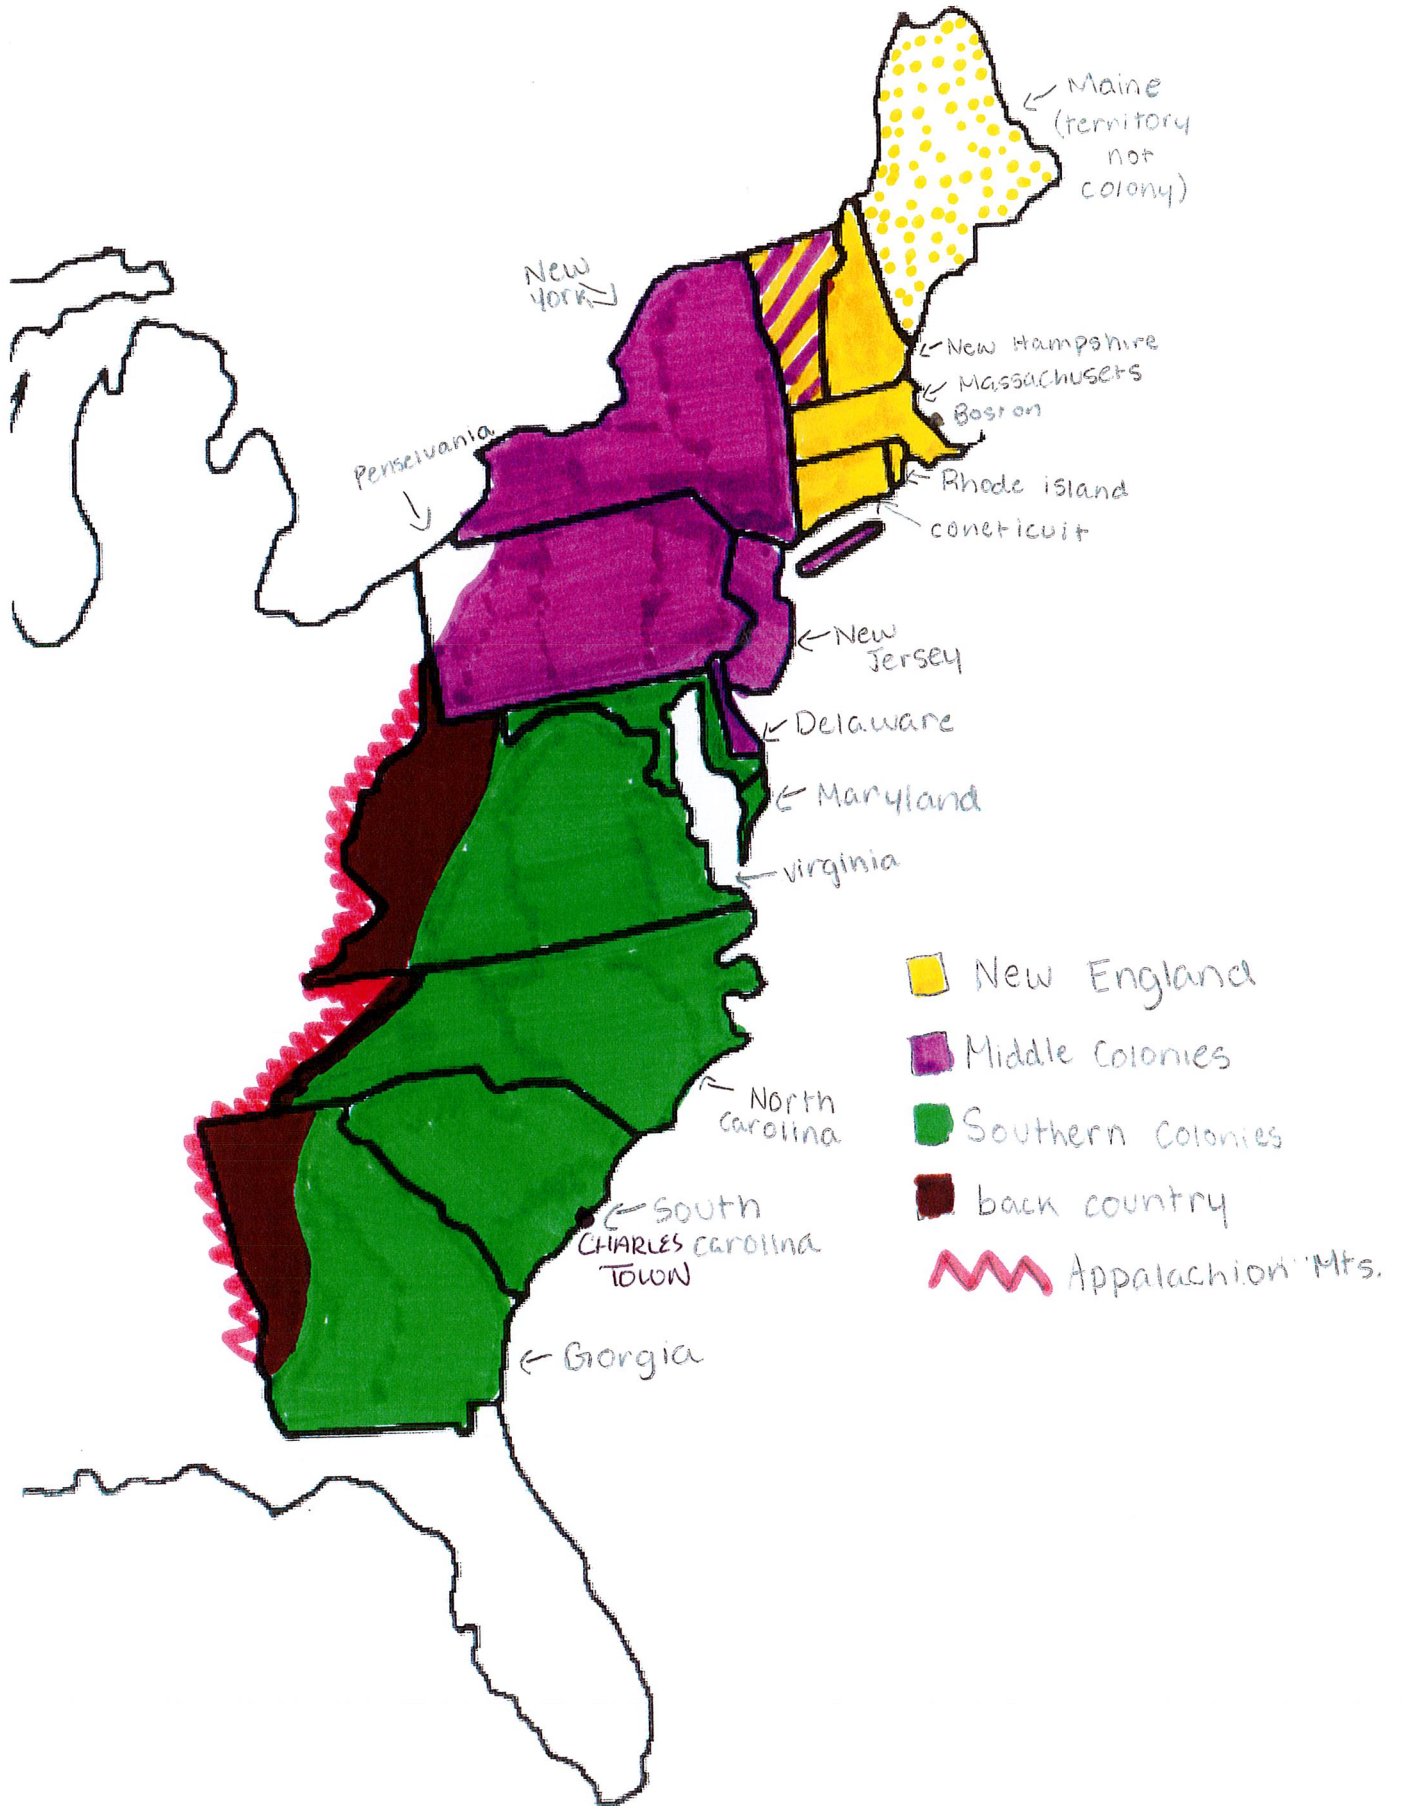 Maine
(territory
not
colony)
New
York
New Hampshire
Massachusets
Boston
Penselvania
Rhode island
coneticuit
New
Jersey
Delaware
Maryland
virginia
New England
Middle Colonies
North
carolina
Southern Colonies
back country
South
CHARLES carolina
TOWN
Appalachion Mts.
Gorgia